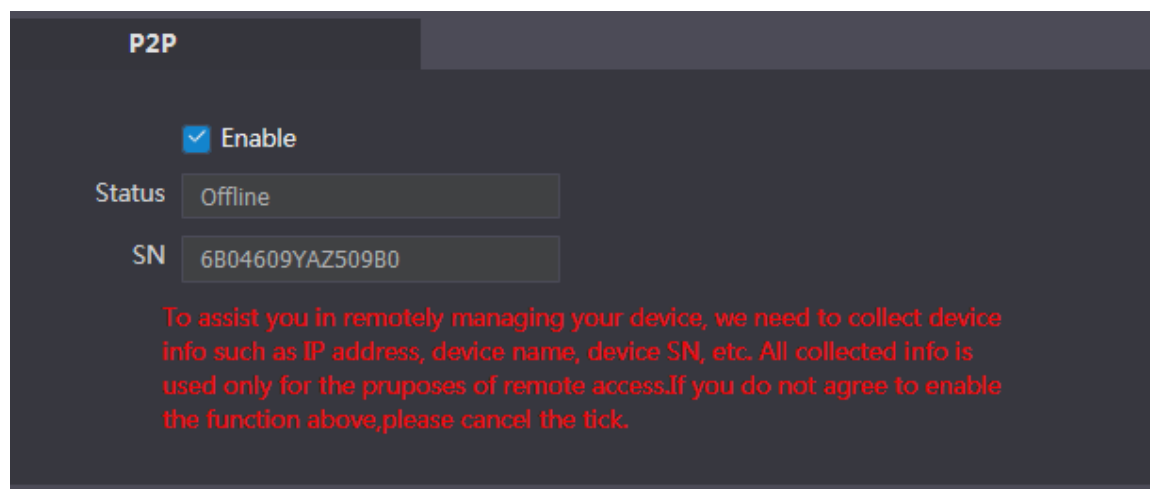 P2P
Enable
Status Offline
SN 6B04609YAZ509B0
To assist you in remotely managing your device, we need to collect device
info such as IP address, device name, device SN, etc. All collected info is
used only for the pruposes of remote access.If you do not agree to enable
the function above,please cancel the tick.